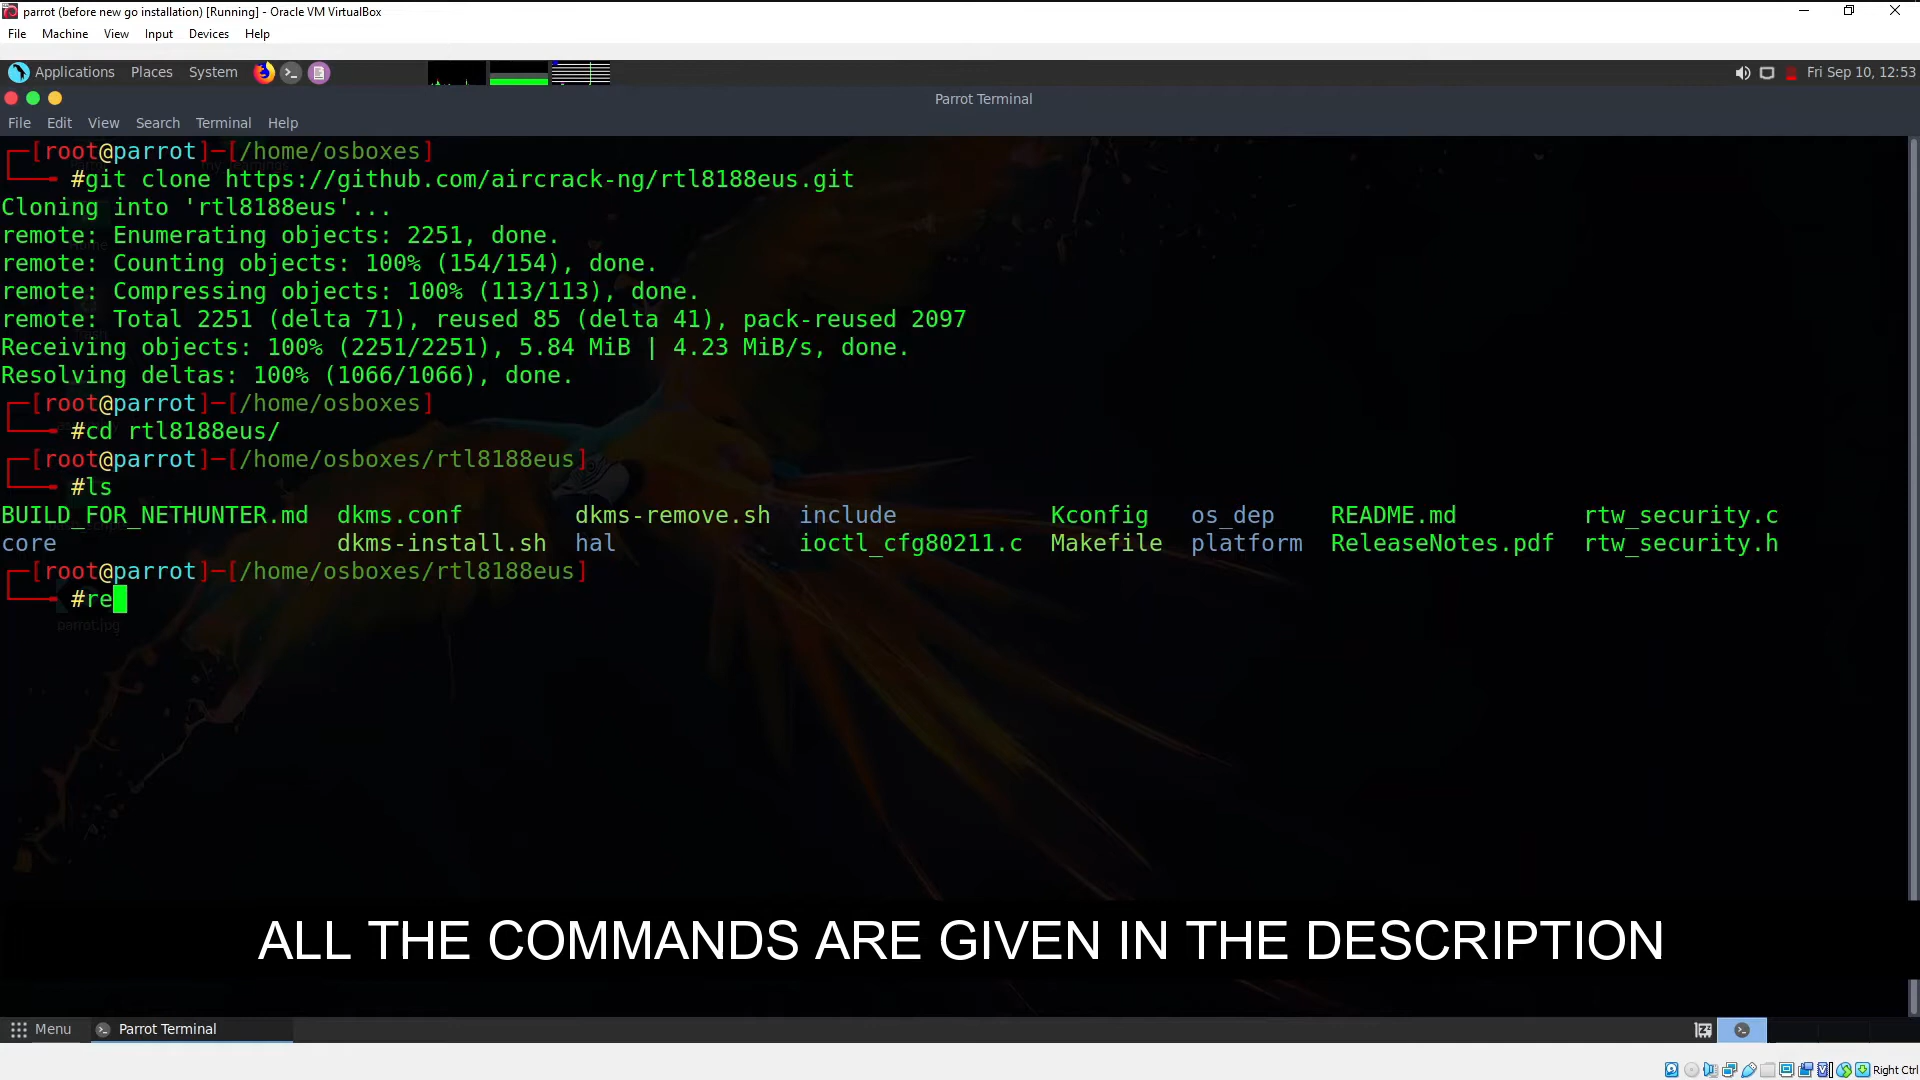 parrot (before new go installation) [Running] - Oracle VM VirtualBox
File Machine View Input Devices Help
Applications Places System Fri Sep 10, 12:53
Parrot Terminal
File Edit View Search Terminal Help
┌─[root@parrot]─[/home/osboxes]
└──╼ #git clone https://github.com/aircrack-ng/rtl8188eus.git
Cloning into 'rtl8188eus'...
remote: Enumerating objects: 2251, done.
remote: Counting objects: 100% (154/154), done.
remote: Compressing objects: 100% (113/113), done.
remote: Total 2251 (delta 71), reused 85 (delta 41), pack-reused 2097
Receiving objects: 100% (2251/2251), 5.84 MiB | 4.23 MiB/s, done.
Resolving deltas: 100% (1066/1066), done.
┌─[root@parrot]─[/home/osboxes]
└──╼ #cd rtl8188eus/
┌─[root@parrot]─[/home/osboxes/rtl8188eus]
└──╼ #ls
BUILD_FOR_NETHUNTER.md dkms.conf dkms-remove.sh include Kconfig os_dep README.md rtw_security.c
core dkms-install.sh hal ioctl_cfg80211.c Makefile platform ReleaseNotes.pdf rtw_security.h
┌─[root@parrot]─[/home/osboxes/rtl8188eus]
└──╼ #re
parrot.jpg
ALL THE COMMANDS ARE GIVEN IN THE DESCRIPTION
Menu Parrot Terminal
Right Ctrl